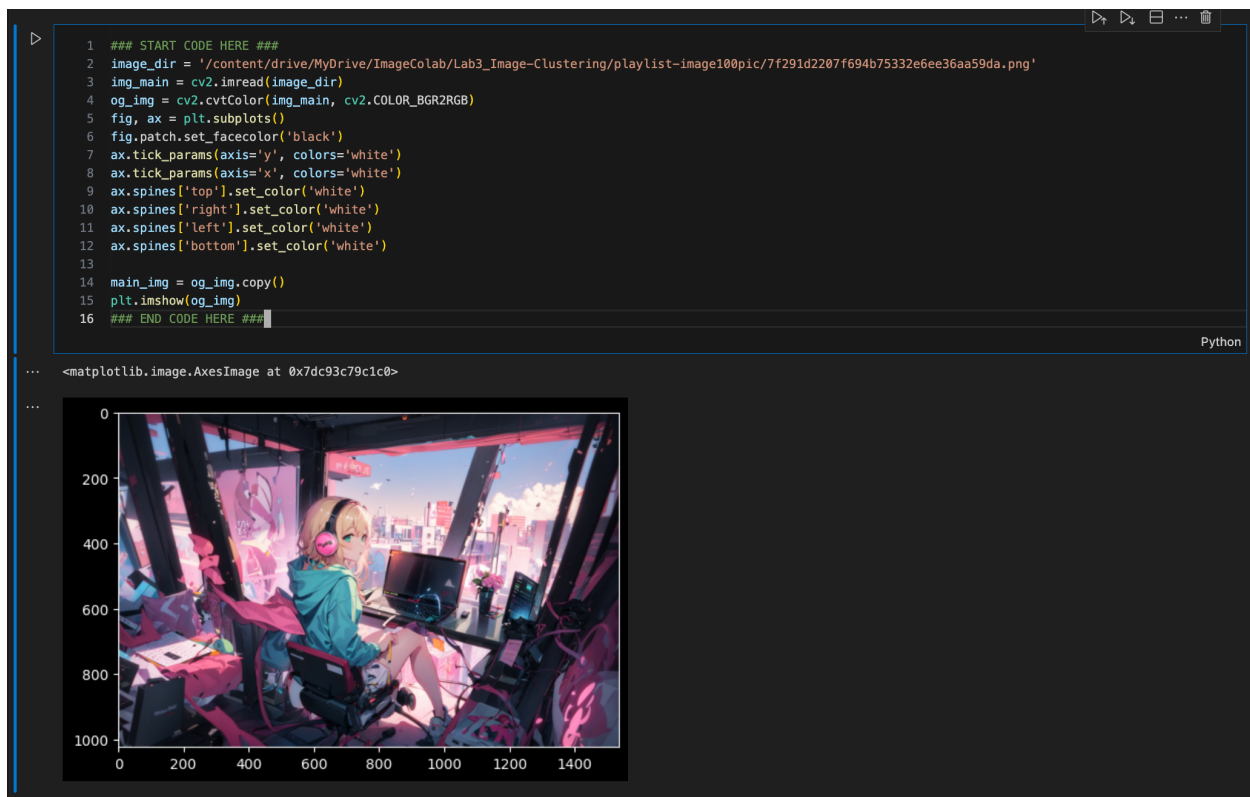 1 ### START CODE HERE ###
2 image_dir = '/content/drive/MyDrive/ImageColab/Lab3_Image-Clustering/playlist-image100pic/7f291d2207f694b75332e6ee36aa59da.png'
3 img_main = cv2.imread(image_dir)
4 og_img = cv2.cvtColor(img_main, cv2.COLOR_BGR2RGB)
5 fig, ax = plt.subplots()
6 fig.patch.set_facecolor('black')
7 ax.tick_params(axis='y', colors='white')
8 ax.tick_params(axis='x', colors='white')
9 ax.spines['top'].set_color('white')
10 ax.spines['right'].set_color('white')
11 ax.spines['left'].set_color('white')
12 ax.spines['bottom'].set_color('white')
13
14 main_img = og_img.copy()
15 plt.imshow(og_img)
16 ### END CODE HERE ###
Python
<matplotlib.image.AxesImage at 0x7dc93c79c1c0>
0
200
400
600
800
1000
0 200 400 600 800 1000 1200 1400